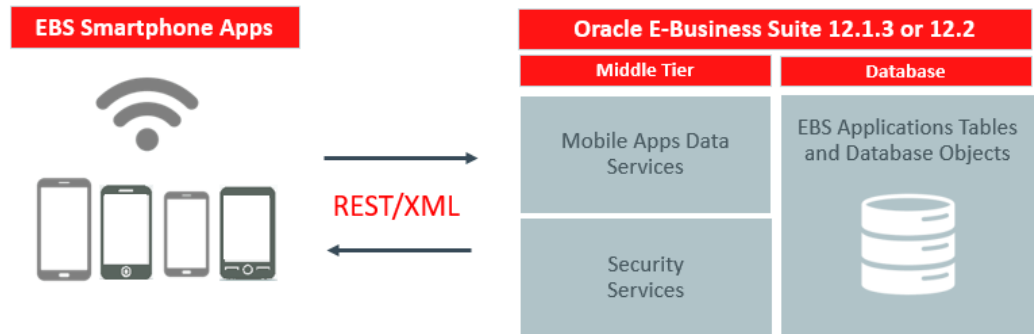 EBS Smartphone Apps
REST/XML
Oracle E-Business Suite 12.1.3 or 12.2
Middle Tier
Database
Mobile Apps Data
Services
Security
Services
EBS Applications Tables
and Database Objects